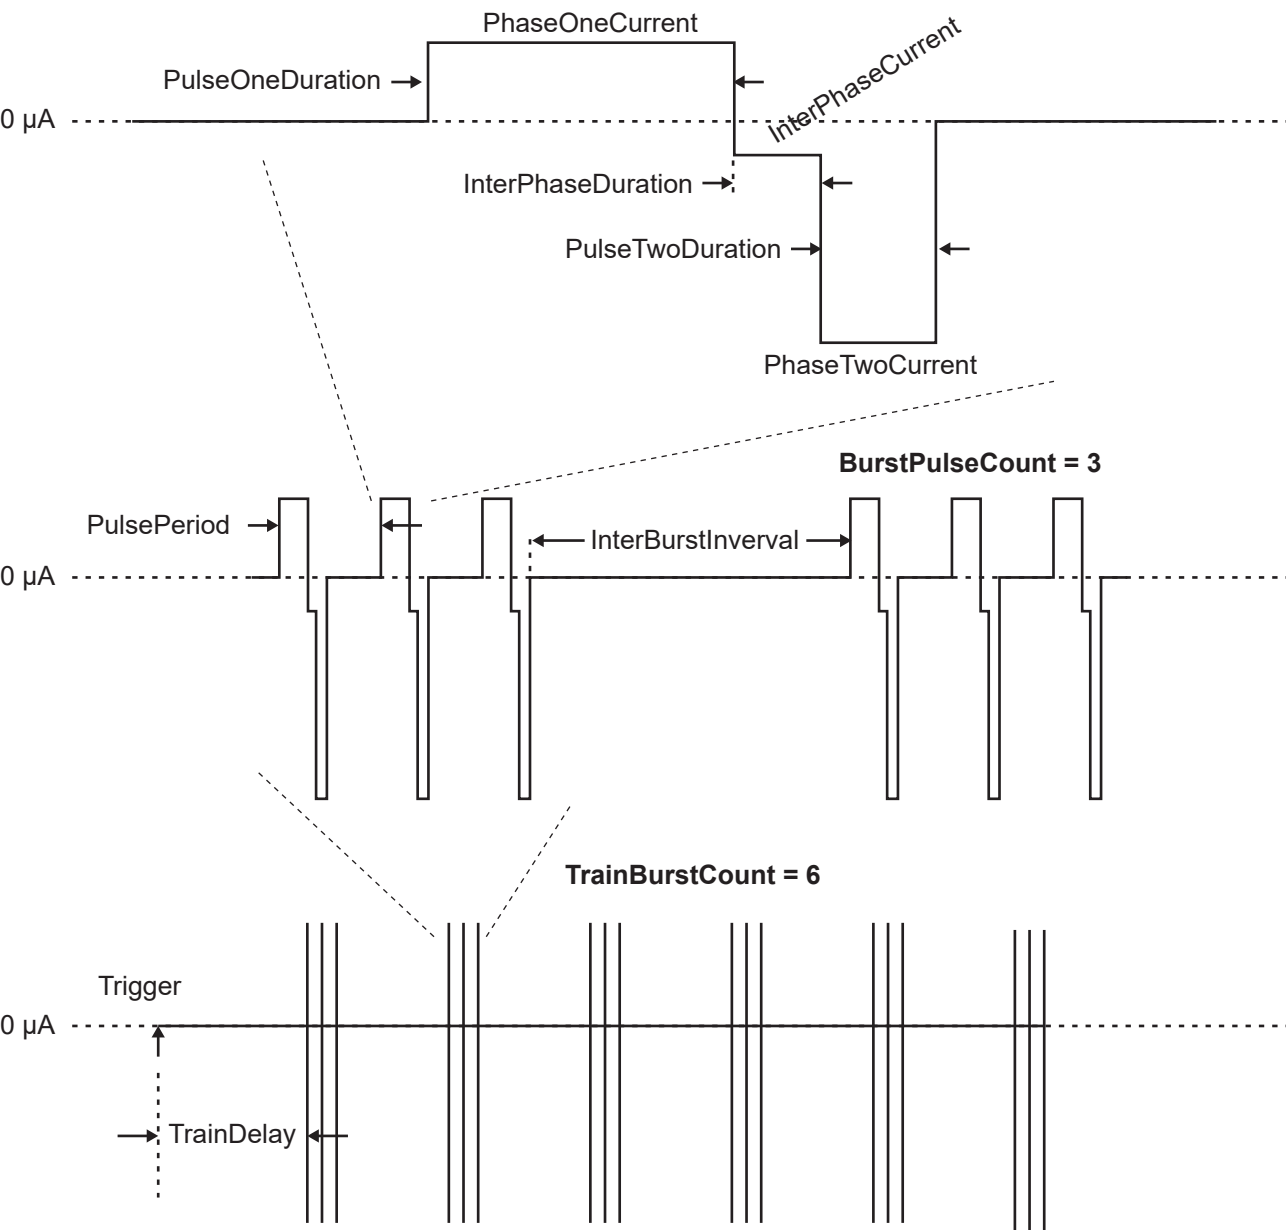 PhaseOneCurrent
PulseOneDuration
InterPhaseCurrent
0 µA
InterPhaseDuration
PulseTwoDuration
PhaseTwoCurrent
BurstPulseCount = 3
PulsePeriod
InterBurstInverval
0 µA
TrainBurstCount = 6
Trigger
0 µA
TrainDelay